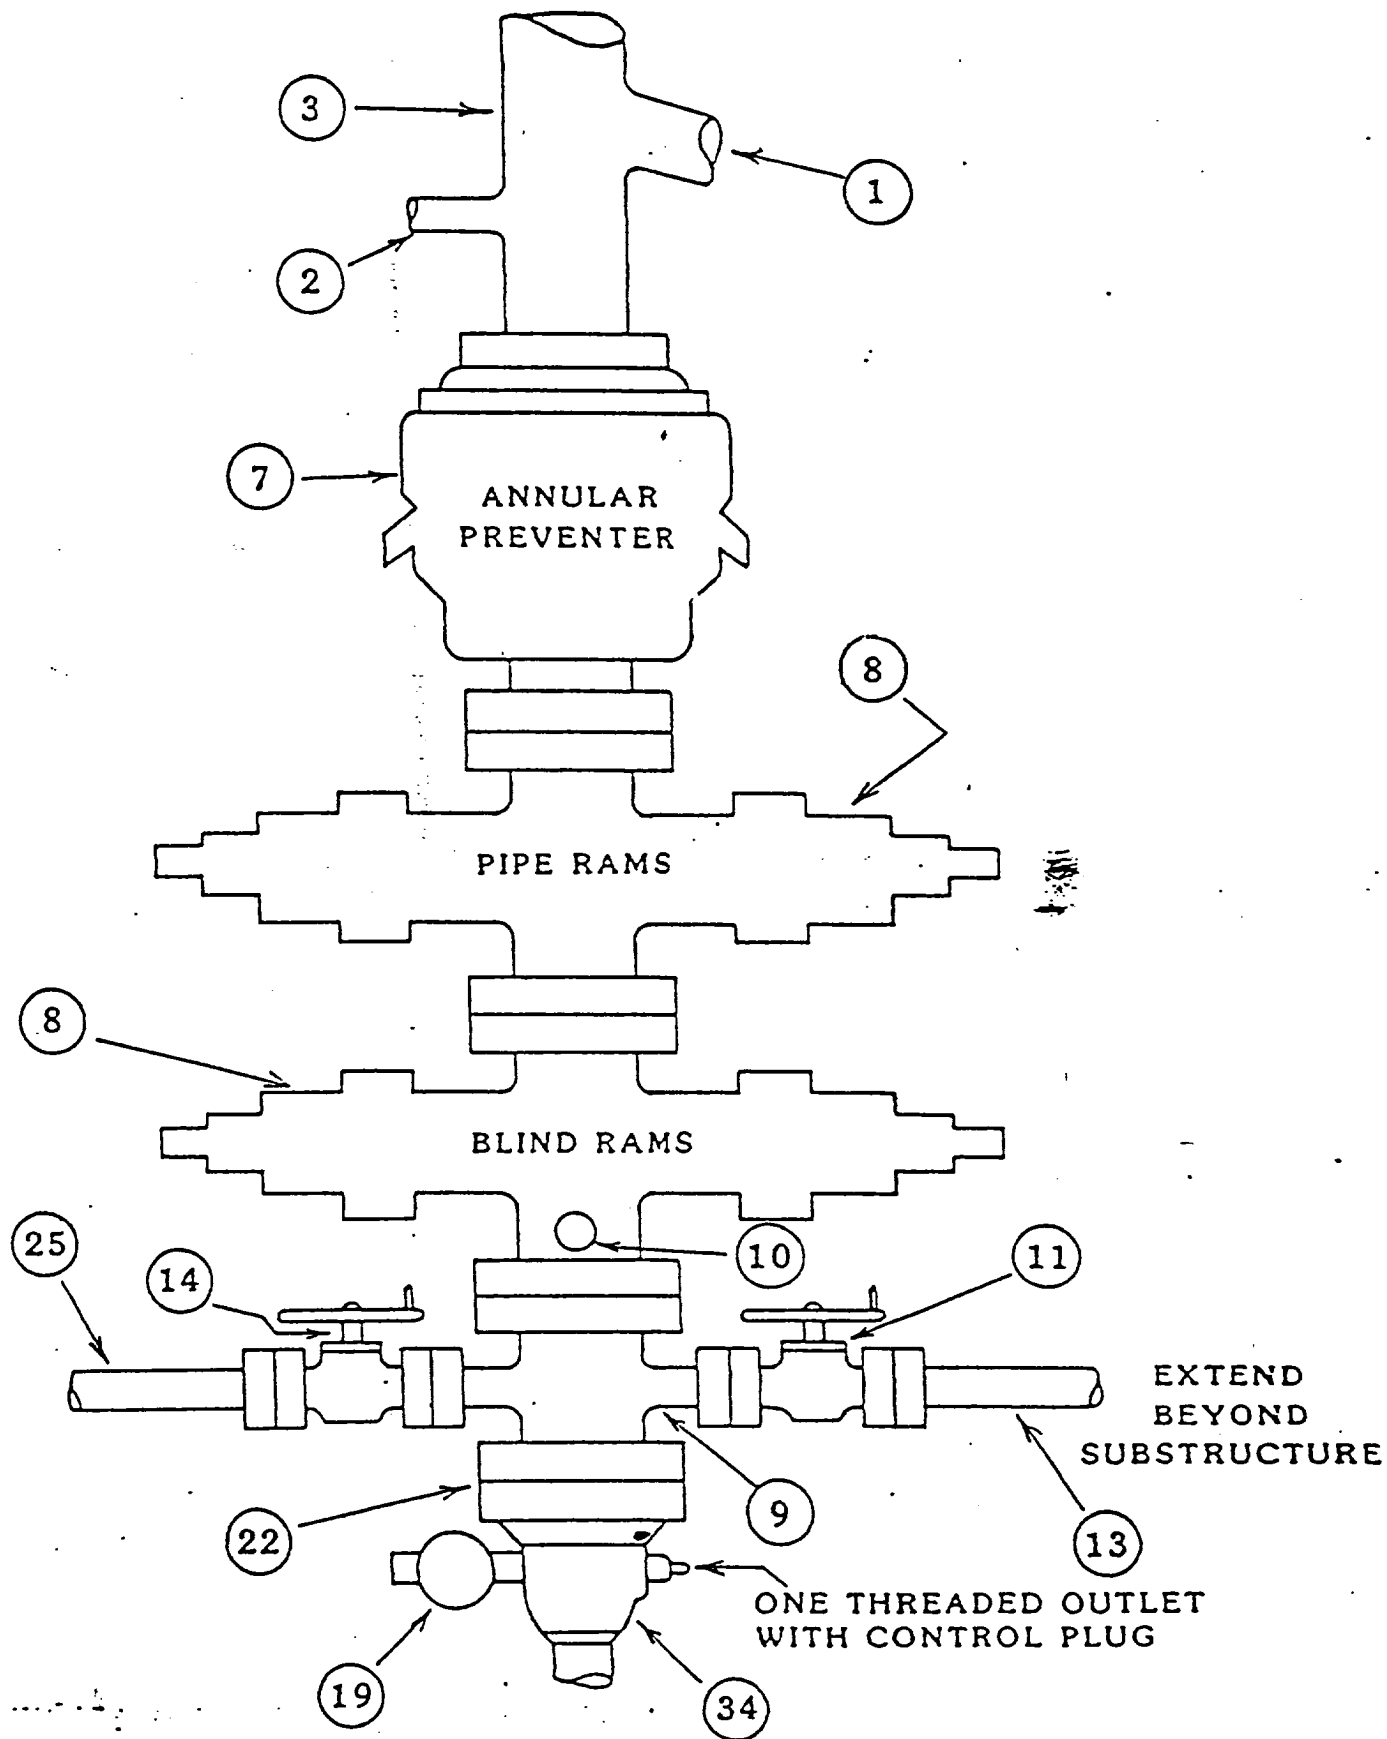 3
1
2
7
ANNULAR
PREVENTER
8
PIPE RAMS
8
BLIND RAMS
25
14
10
11
EXTEND
BEYOND
SUBSTRUCTURE
22
9
13
ONE THREADED OUTLET
WITH CONTROL PLUG
19
34